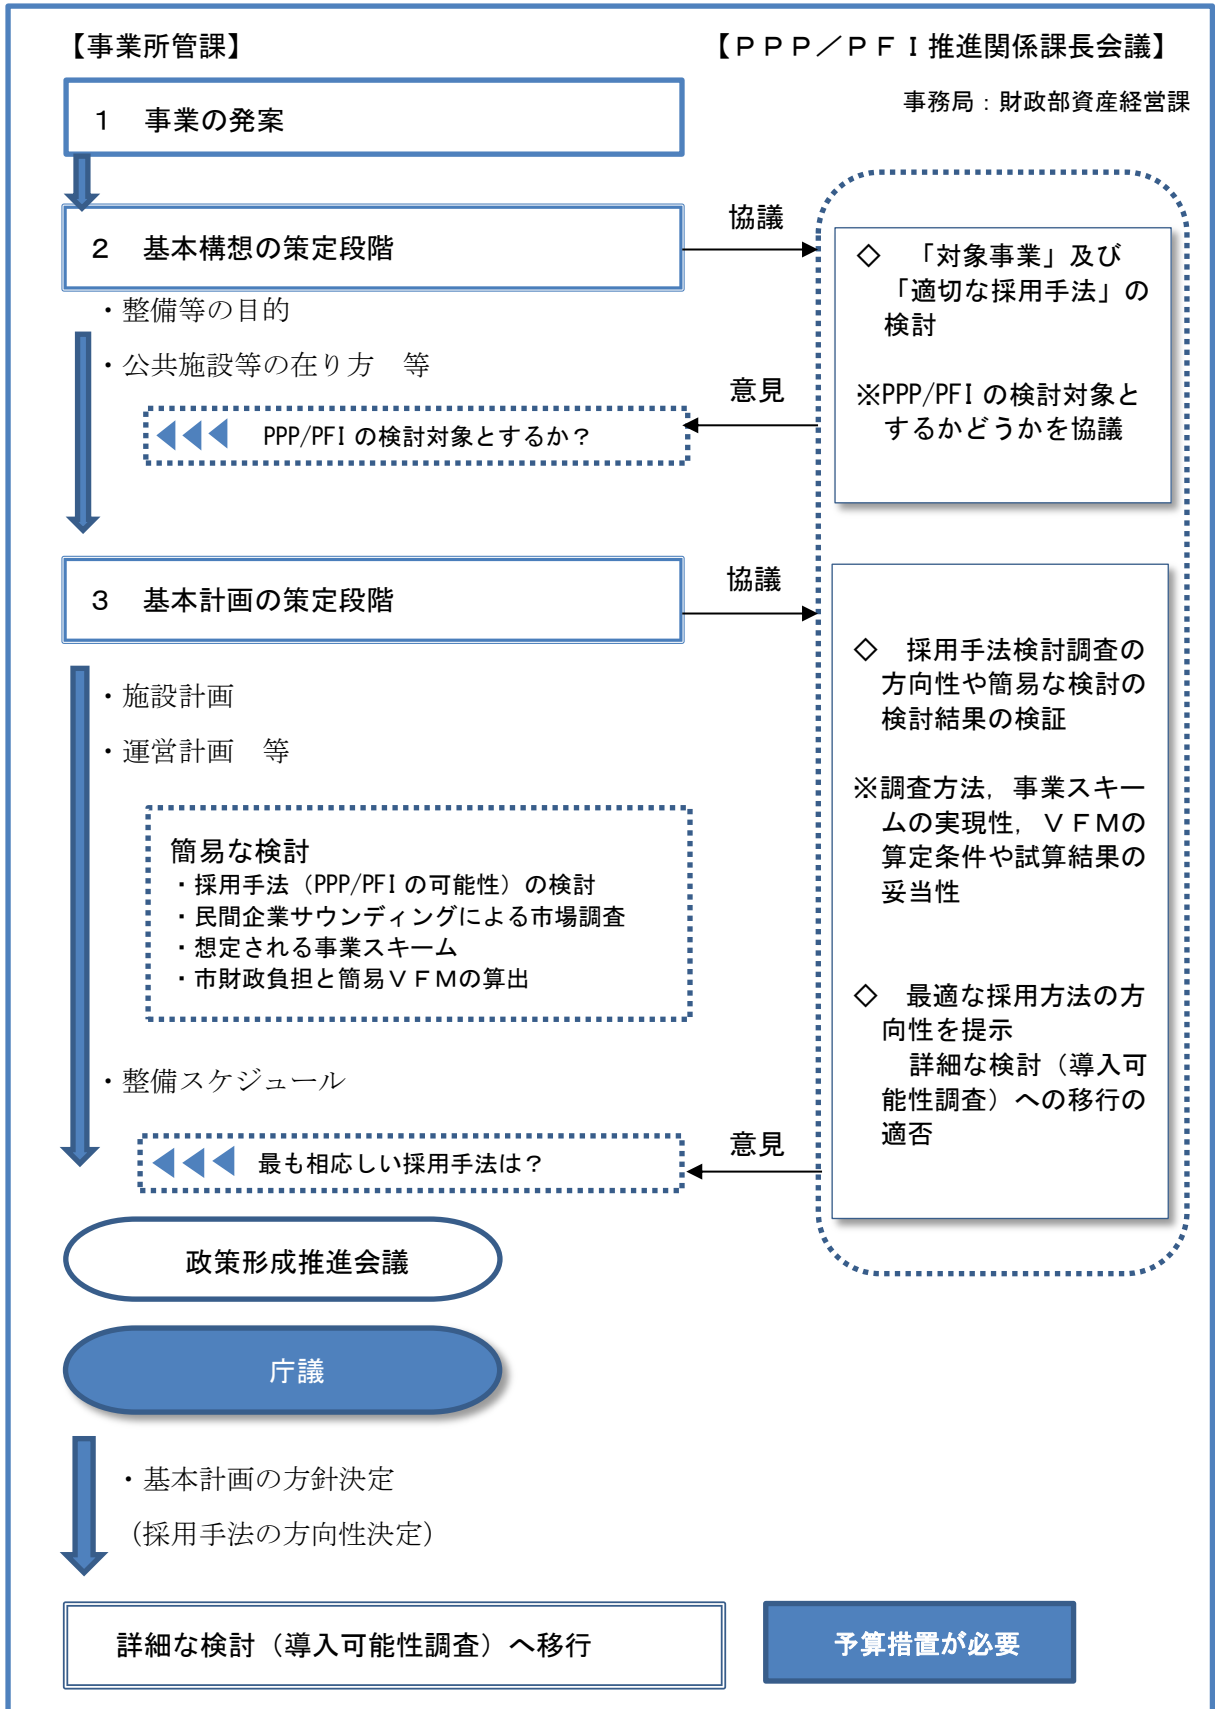 【事業所管課】
【ＰＰＰ／ＰＦＩ推進関係課長会議】
事務局：財政部資産経営課
１　事業の発案
２　基本構想の策定段階
・整備等の目的
・公共施設等の在り方　等
協議
◇　「対象事業」及び
「適切な採用手法」の
検討
※PPP/PFI の検討対象と
するかどうかを協議
意見
PPP/PFI の検討対象とするか？
３　基本計画の策定段階
協議
・施設計画
・運営計画　等
簡易な検討
・採用手法（PPP/PFI の可能性）の検討
・民間企業サウンディングによる市場調査
・想定される事業スキーム
・市財政負担と簡易ＶＦＭの算出
・整備スケジュール
◇　採用手法検討調査の
方向性や簡易な検討の
検討結果の検証
※調査方法，事業スキー
ムの実現性，ＶＦＭの
算定条件や試算結果の
妥当性
◇　最適な採用方法の方
向性を提示
詳細な検討（導入可
能性調査）への移行の
適否
意見
最も相応しい採用手法は？
政策形成推進会議
庁議
・基本計画の方針決定
（採用手法の方向性決定）
詳細な検討（導入可能性調査）へ移行
予算措置が必要